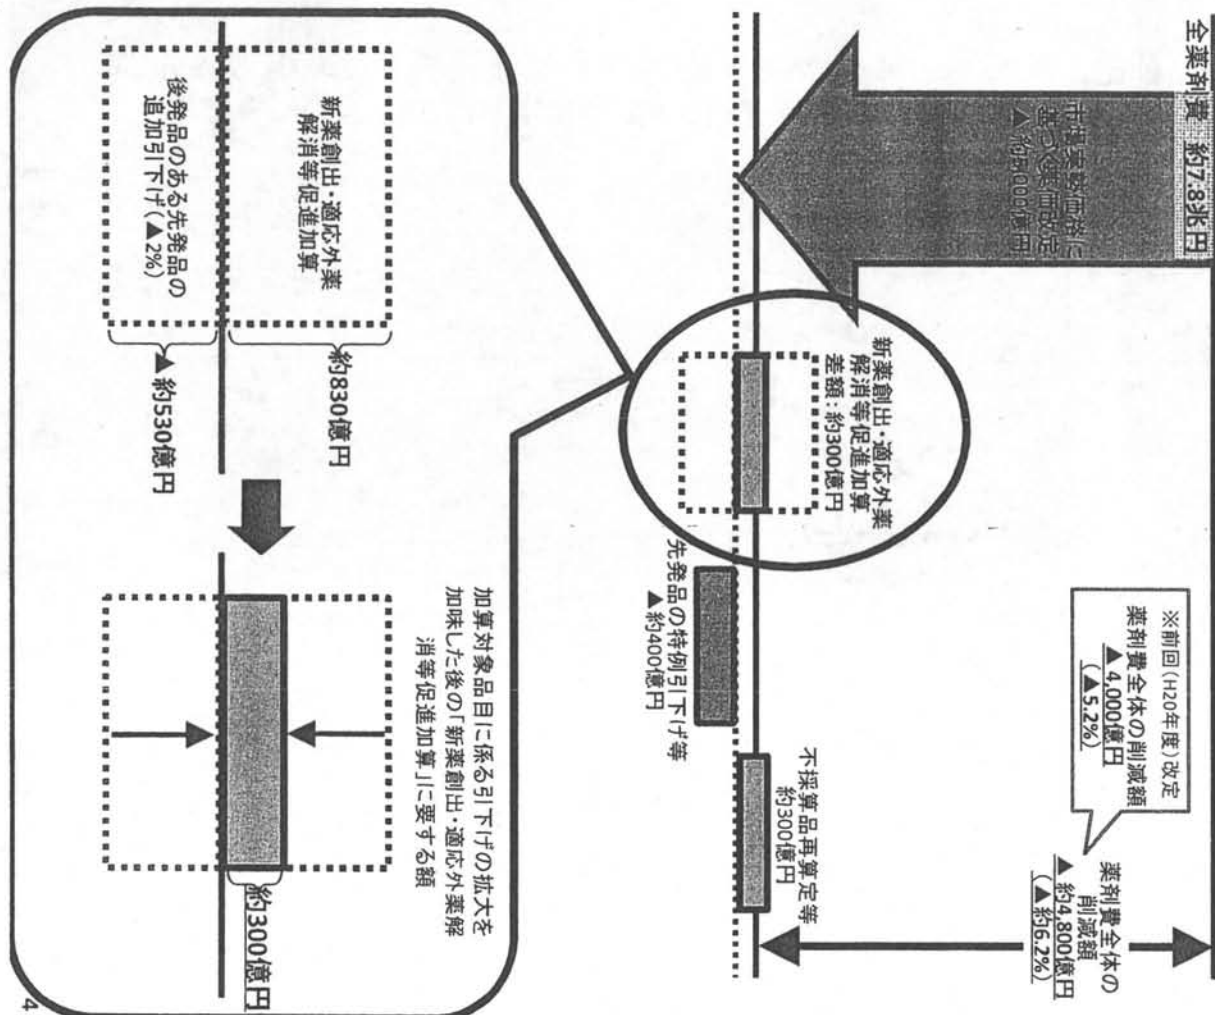 全薬剤費 約7.8兆円
市場実勢価格に
基づく薬価改定
▲ 約5,000億円
※前回(H20年度)改定
薬剤費全体の削減額
▲4,000億円
(▲5.2%)
薬剤費全体の
削減額
▲ 約4,800億円
(▲約6.2%)
新薬創出・適応外薬
解消等促進加算
差額:約300億円
先発品の特例引下げ等
▲約400億円
不採算品再算定等
約300億円
新薬創出・適応外薬
解消等促進加算
約830億円
後発品のある先発品の
追加引下げ(▲2%)
▲ 約530億円
加算対象品目に係る引下げの拡大を
加味した後の「新薬創出・適応外薬解
消等促進加算」に要する額
約300億円
4